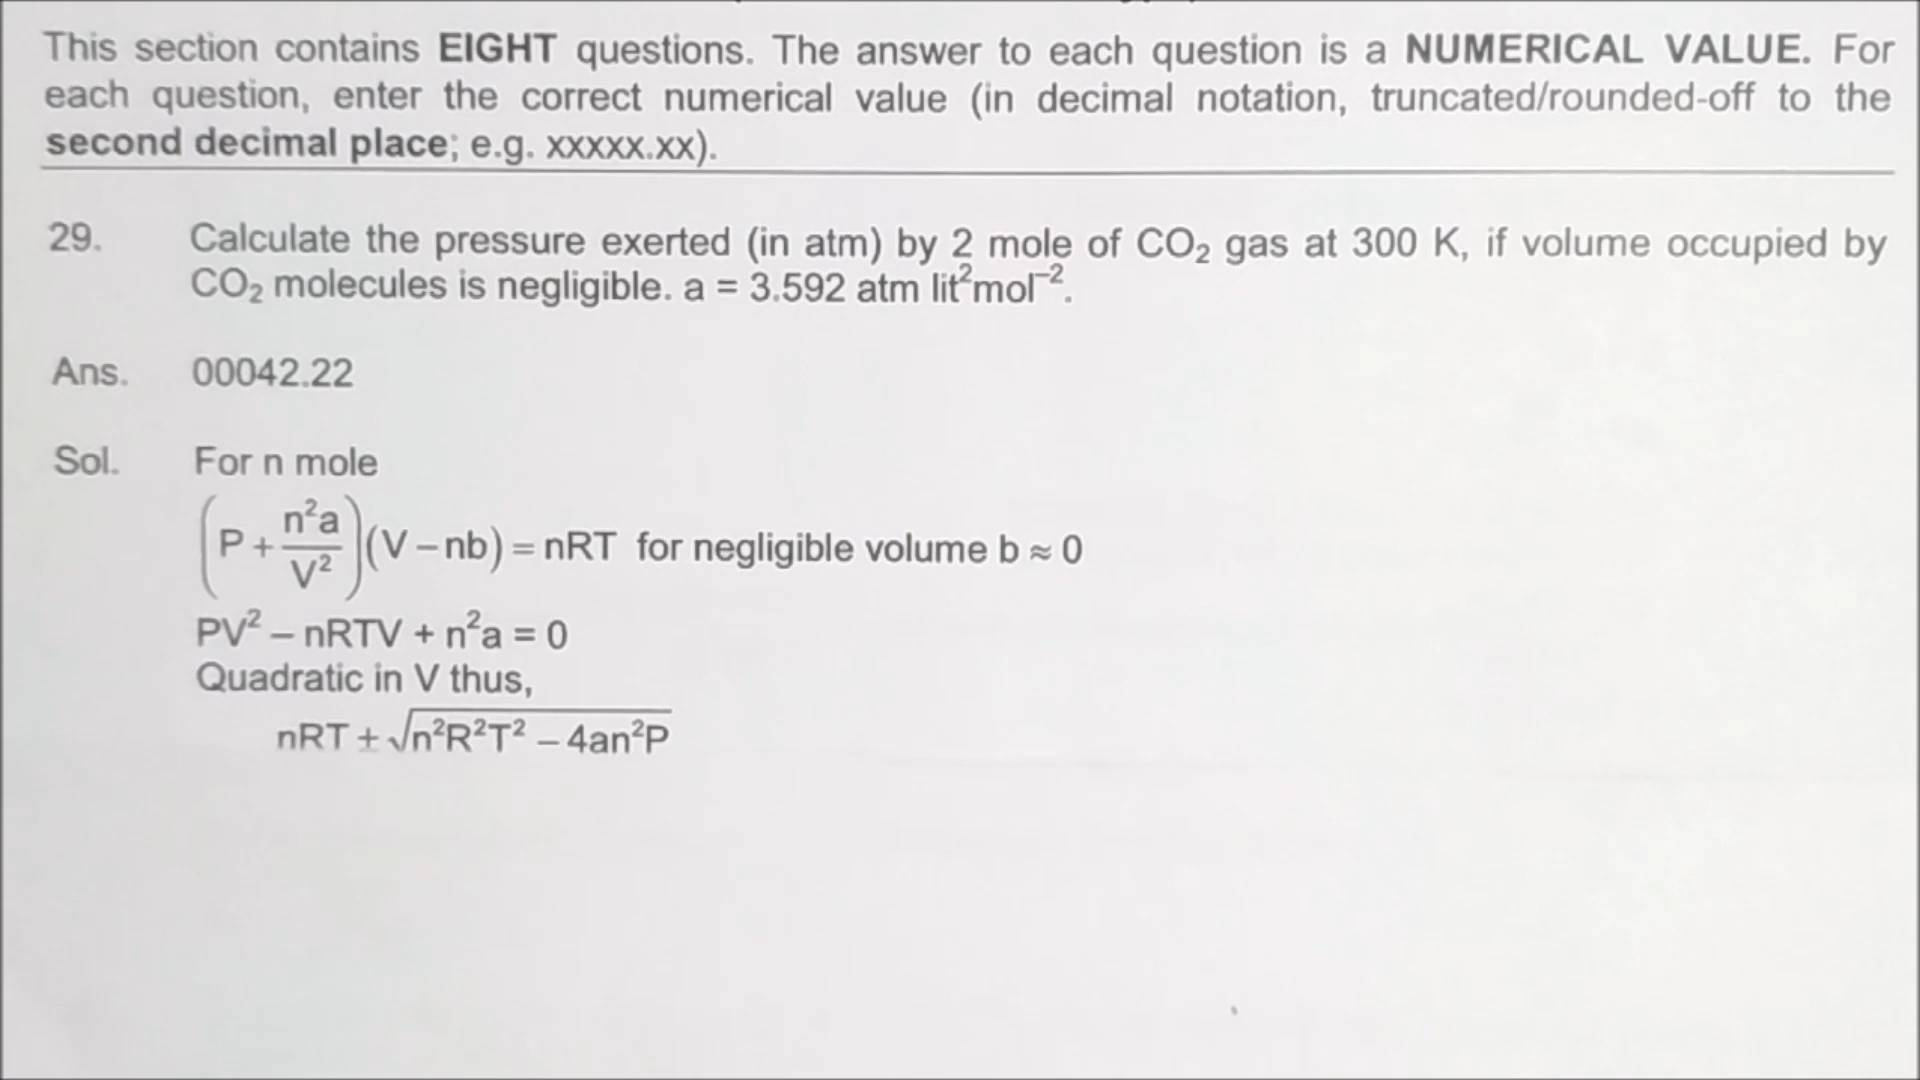 This section contains EIGHT questions. The answer to each question is a NUMERICAL VALUE. For
each question, enter the correct numerical value (in decimal notation, truncated/rounded-off to the
second decimal place; e.g. xxxxx.xx).
29. Calculate the pressure exerted (in atm) by 2 mole of CO₂ gas at 300 K, if volume occupied by
CO₂ molecules is negligible. a = 3.592 atm lit²mol⁻².
Ans. 00042.22
Sol. For n mole
(P + n²a/V²)(V – nb) = nRT for negligible volume b ≈ 0
PV² – nRTV + n²a = 0
Quadratic in V thus,
nRT ± √(n²R²T² – 4an²P)